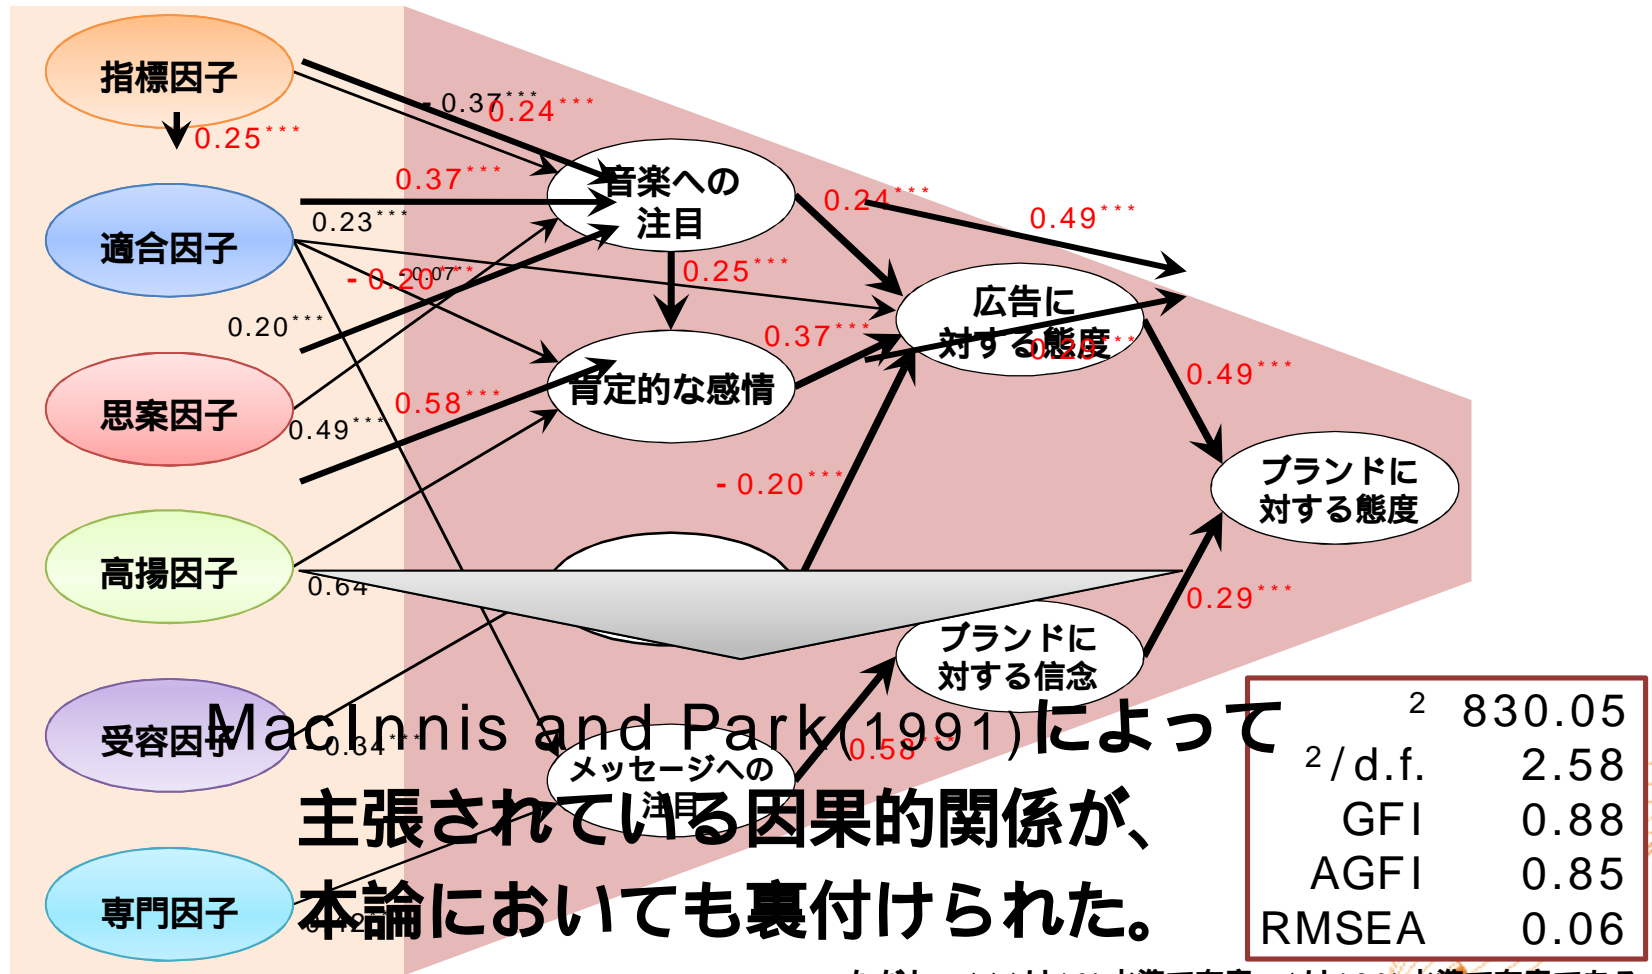 指標因子
- 0.37***
0.24***
0.25***
0.37***
音楽への
注目
0.24***
0.49***
適合因子
0.23***
- 0.20***
- 0.07**
0.25***
広告に
対する態度
0.20***
0.37***
0.29***
思案因子
0.58***
肯定的な感情
0.49***
0.49***
- 0.20***
ブランドに
対する態度
高揚因子
0.64
0.29***
ブランドに
対する信念
受容因子
- 0.34***
0.58***
メッセージへの
注目
MacInnis and Park(1991)によって
主張されている因果的関係が、
本論においても裏付けられた。
専門因子
2 830.05
2/d.f. 2.58
GFI 0.88
AGFI 0.85
RMSEA 0.06